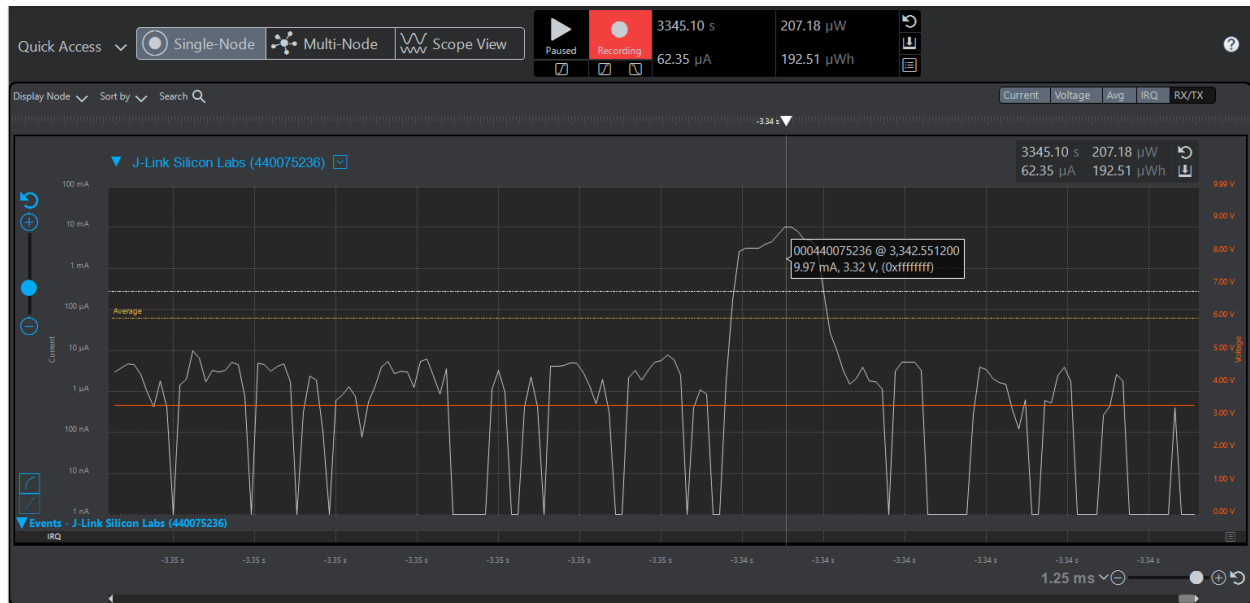 Quick Access
Single-Node
Multi-Node
Scope View
Paused
Recording
3345.10 s
207.18 µW
62.35 µA
192.51 µWh
Display Node
Sort by
Search
Current
Voltage
Avg
IRQ
RX/TX
-3.34 s
J-Link Silicon Labs (440075236)
3345.10 s 207.18 µW
62.35 µA 192.51 µWh
100 mA
10 mA
1 mA
100 µA
10 µA
1 µA
100 nA
10 nA
1 nA
Current
Average
000440075236 @ 3,342.551200
9.97 mA, 3.32 V, (0xffffffff)
9.99 V
9.00 V
8.00 V
7.00 V
6.00 V
5.00 V
4.00 V
3.00 V
2.00 V
1.00 V
0.00 V
Voltage
Events - J-Link Silicon Labs (440075236)
IRQ
-3.35 s
-3.35 s
-3.35 s
-3.35 s
-3.35 s
-3.35 s
-3.35 s
-3.34 s
-3.34 s
-3.34 s
-3.34 s
-3.34 s
-3.34 s
1.25 ms